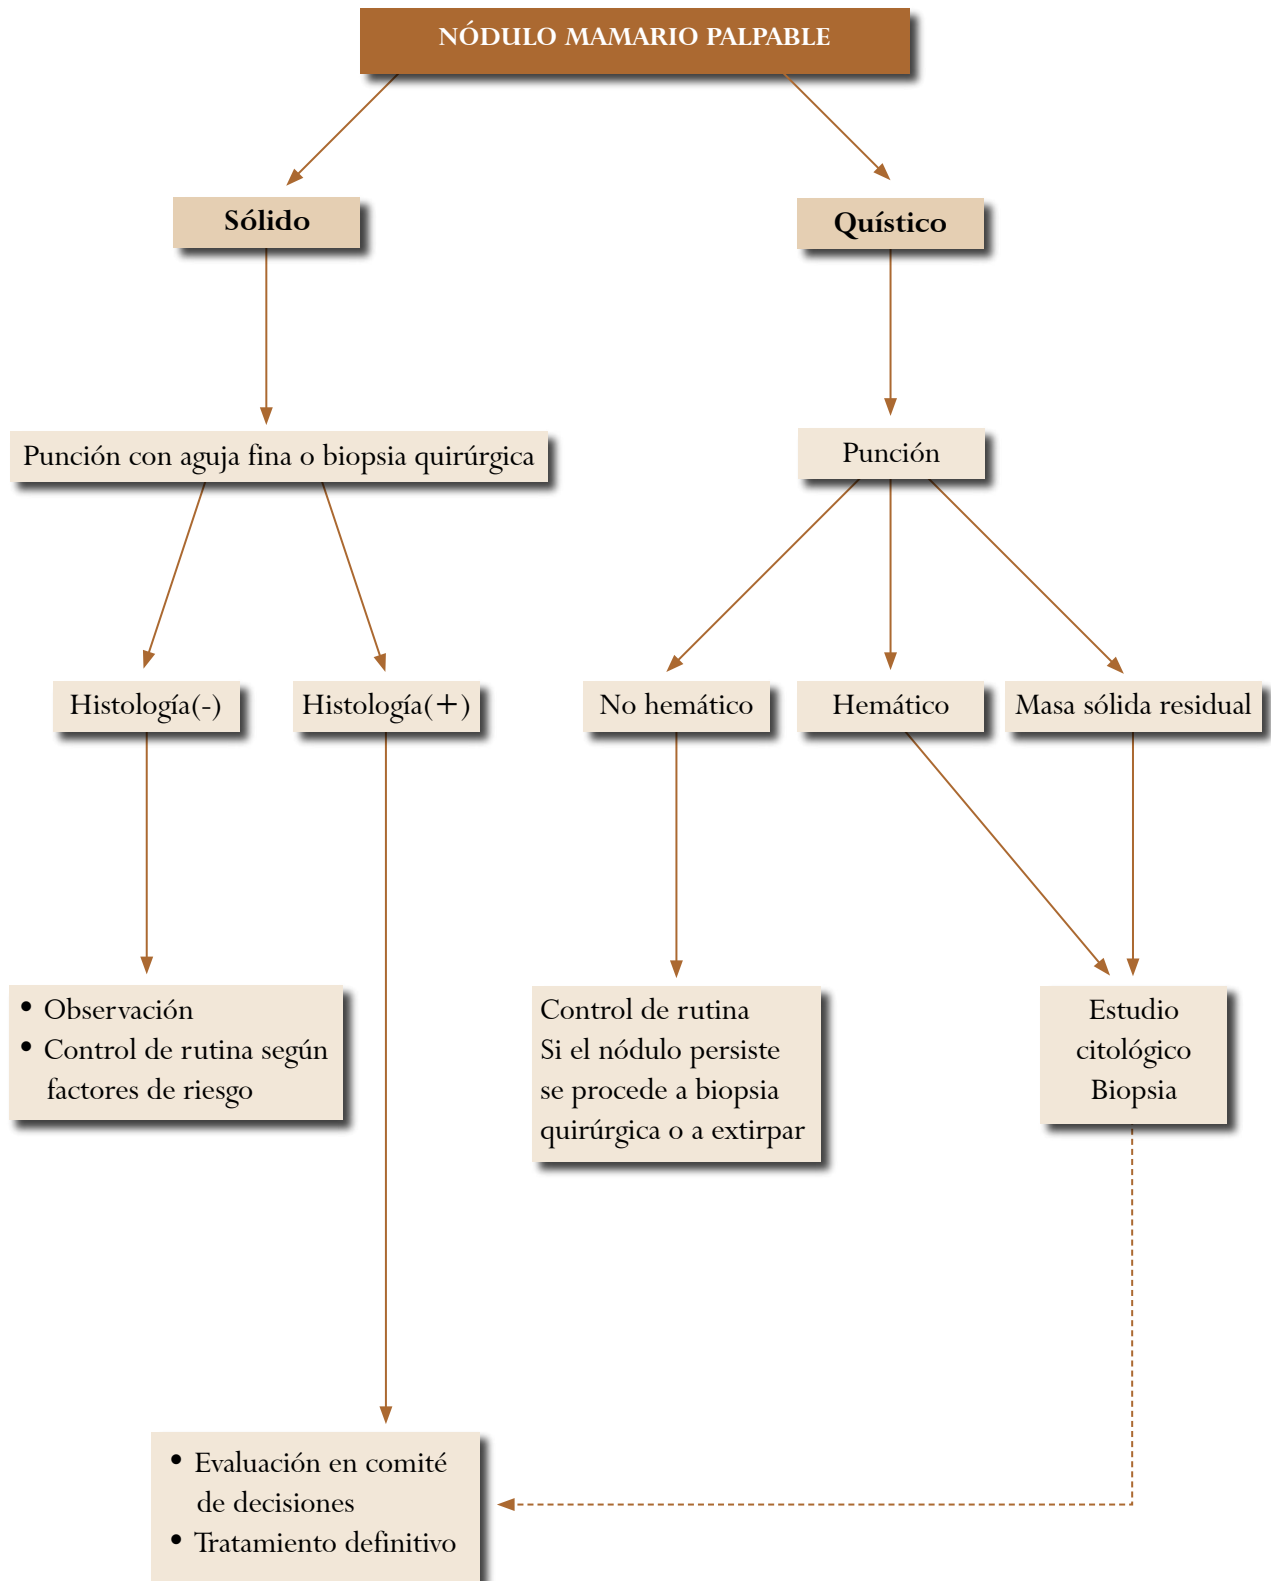 NÓDULO MAMARIO PALPABLE
Sólido
Quístico
Punción con aguja fina o biopsia quirúrgica
Punción
Histología(-)
Histología(+)
No hemático
Hemático
Masa sólida residual
• Observación
• Control de rutina según
factores de riesgo
Control de rutina
Si el nódulo persiste
se procede a biopsia
quirúrgica o a extirpar
Estudio
citológico
Biopsia
• Evaluación en comité
de decisiones
• Tratamiento definitivo